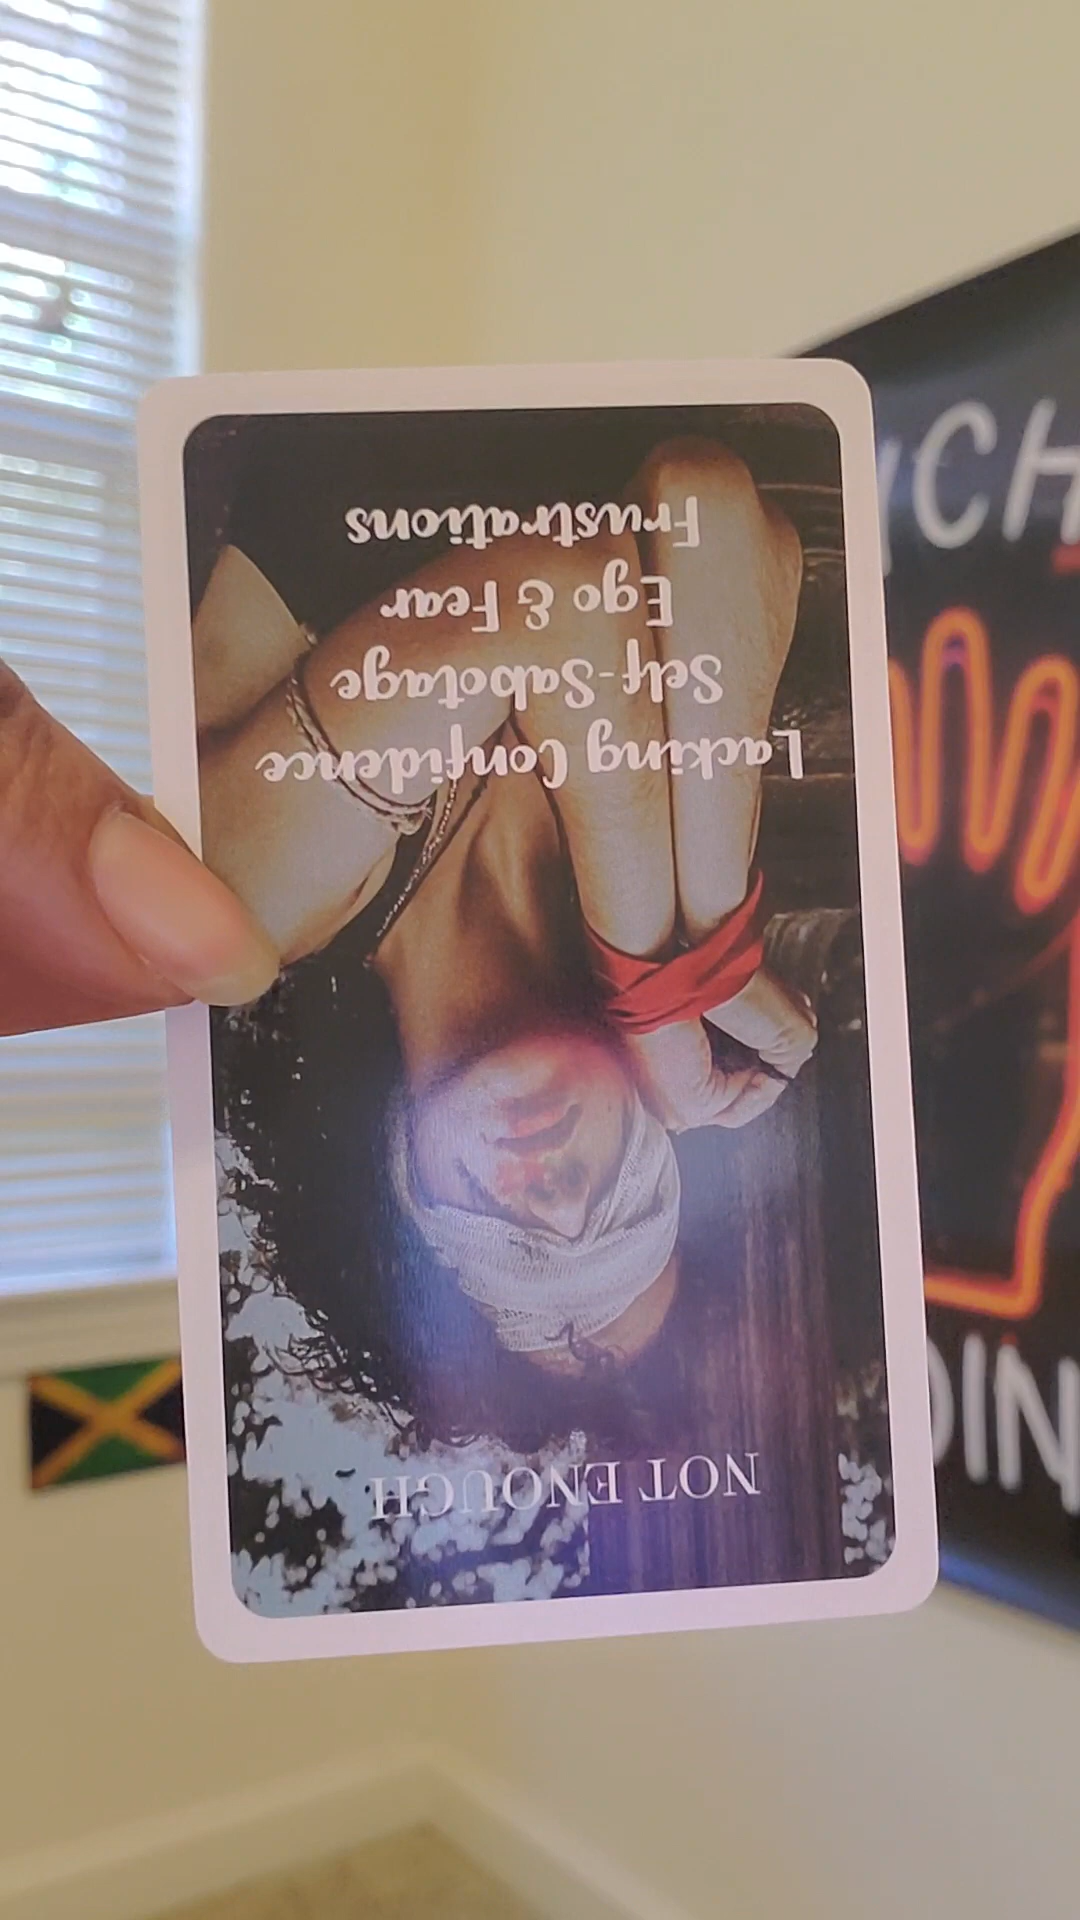 NOT ENOUGH
Lacking Confidence
Self-Sabotage
Ego & Fear
Frustrations